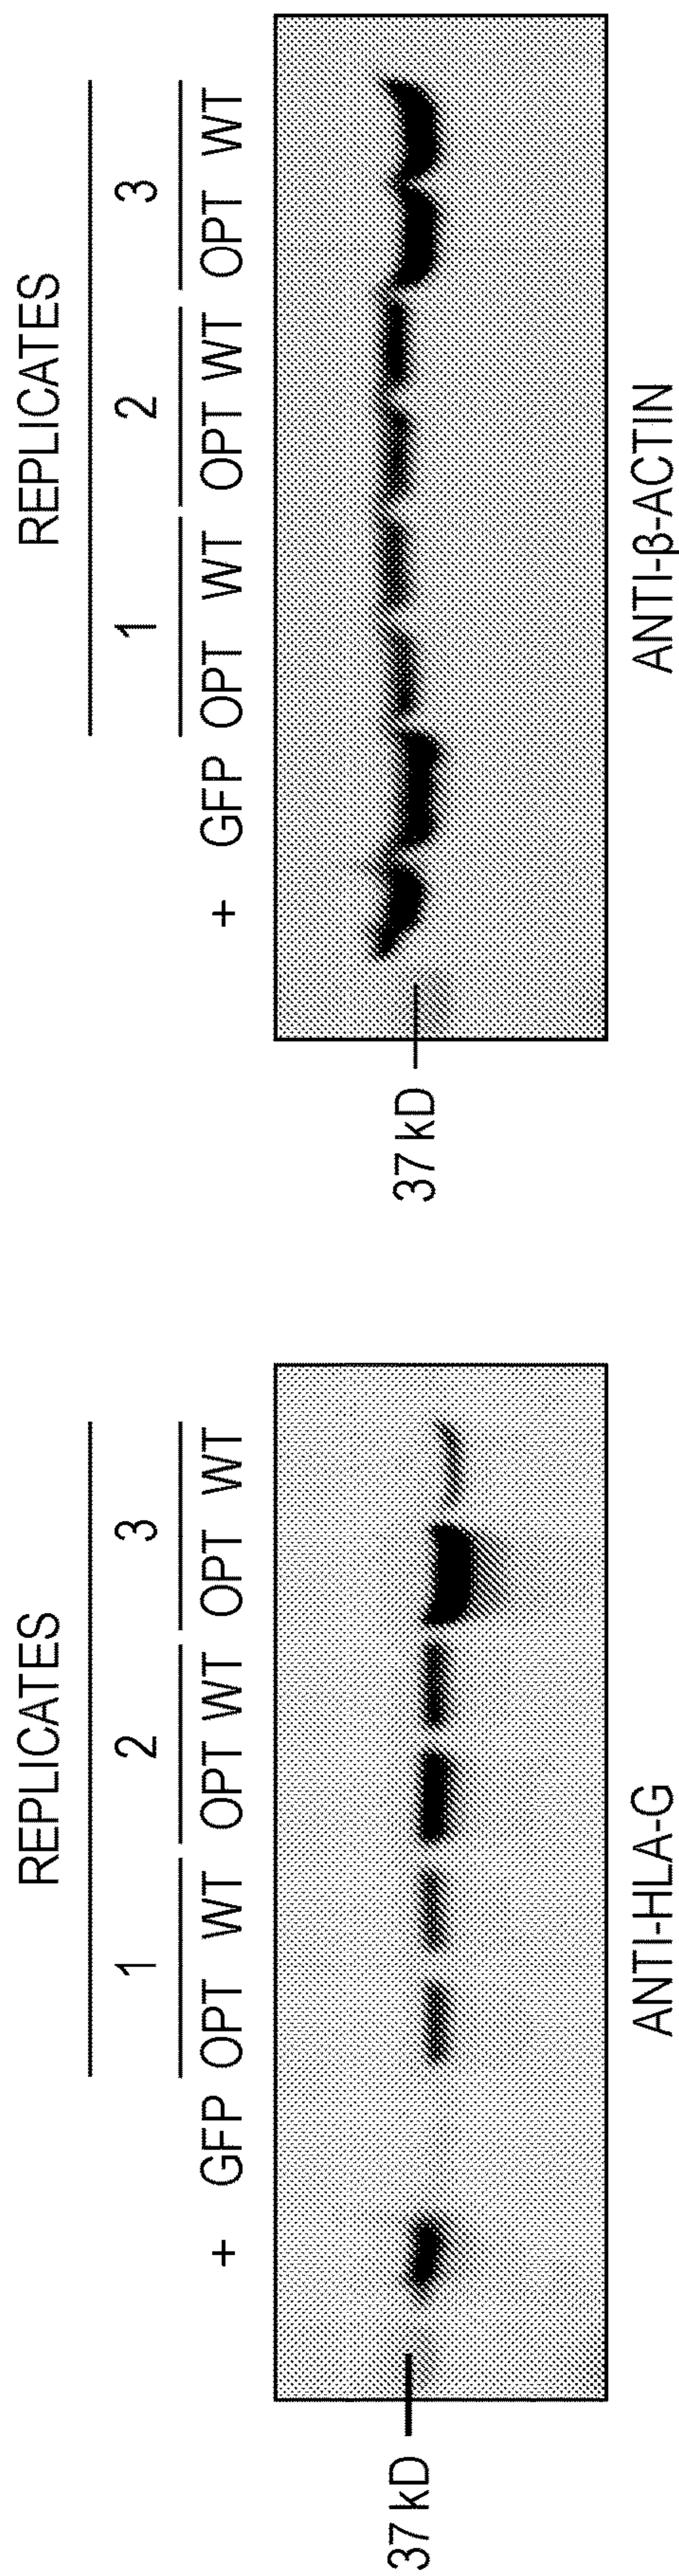 REPLICATES
1 2 3
+ GFP OPT WT OPT WT OPT WT
37 kD
ANTI-HLA-G
REPLICATES
1 2 3
+ GFP OPT WT OPT WT OPT WT
37 kD
ANTI-β-ACTIN